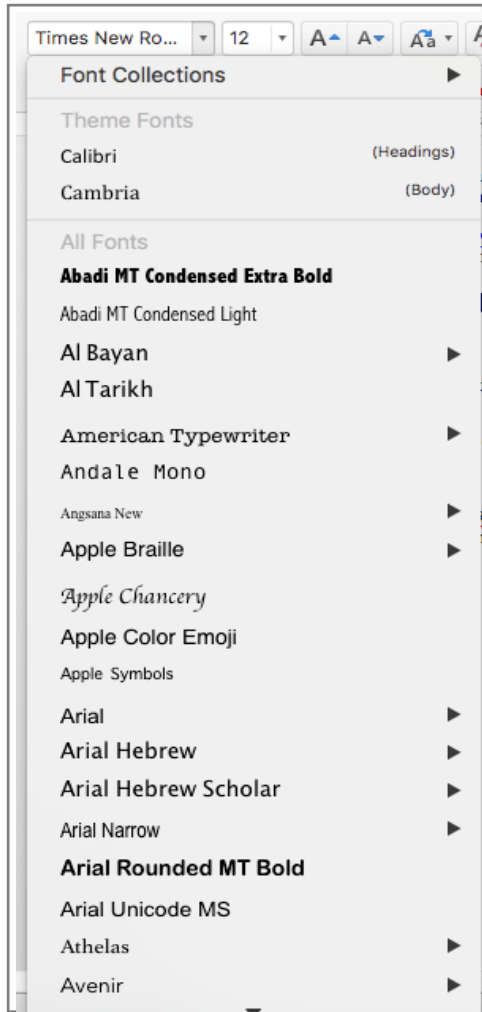 Times New Ro... 12 A A Aa
Font Collections
Theme Fonts
Calibri (Headings)
Cambria (Body)
All Fonts
Abadi MT Condensed Extra Bold
Abadi MT Condensed Light
Al Bayan
Al Tarikh
American Typewriter
Andale Mono
Angsana New
Apple Braille
Apple Chancery
Apple Color Emoji
Apple Symbols
Arial
Arial Hebrew
Arial Hebrew Scholar
Arial Narrow
Arial Rounded MT Bold
Arial Unicode MS
Athelas
Avenir